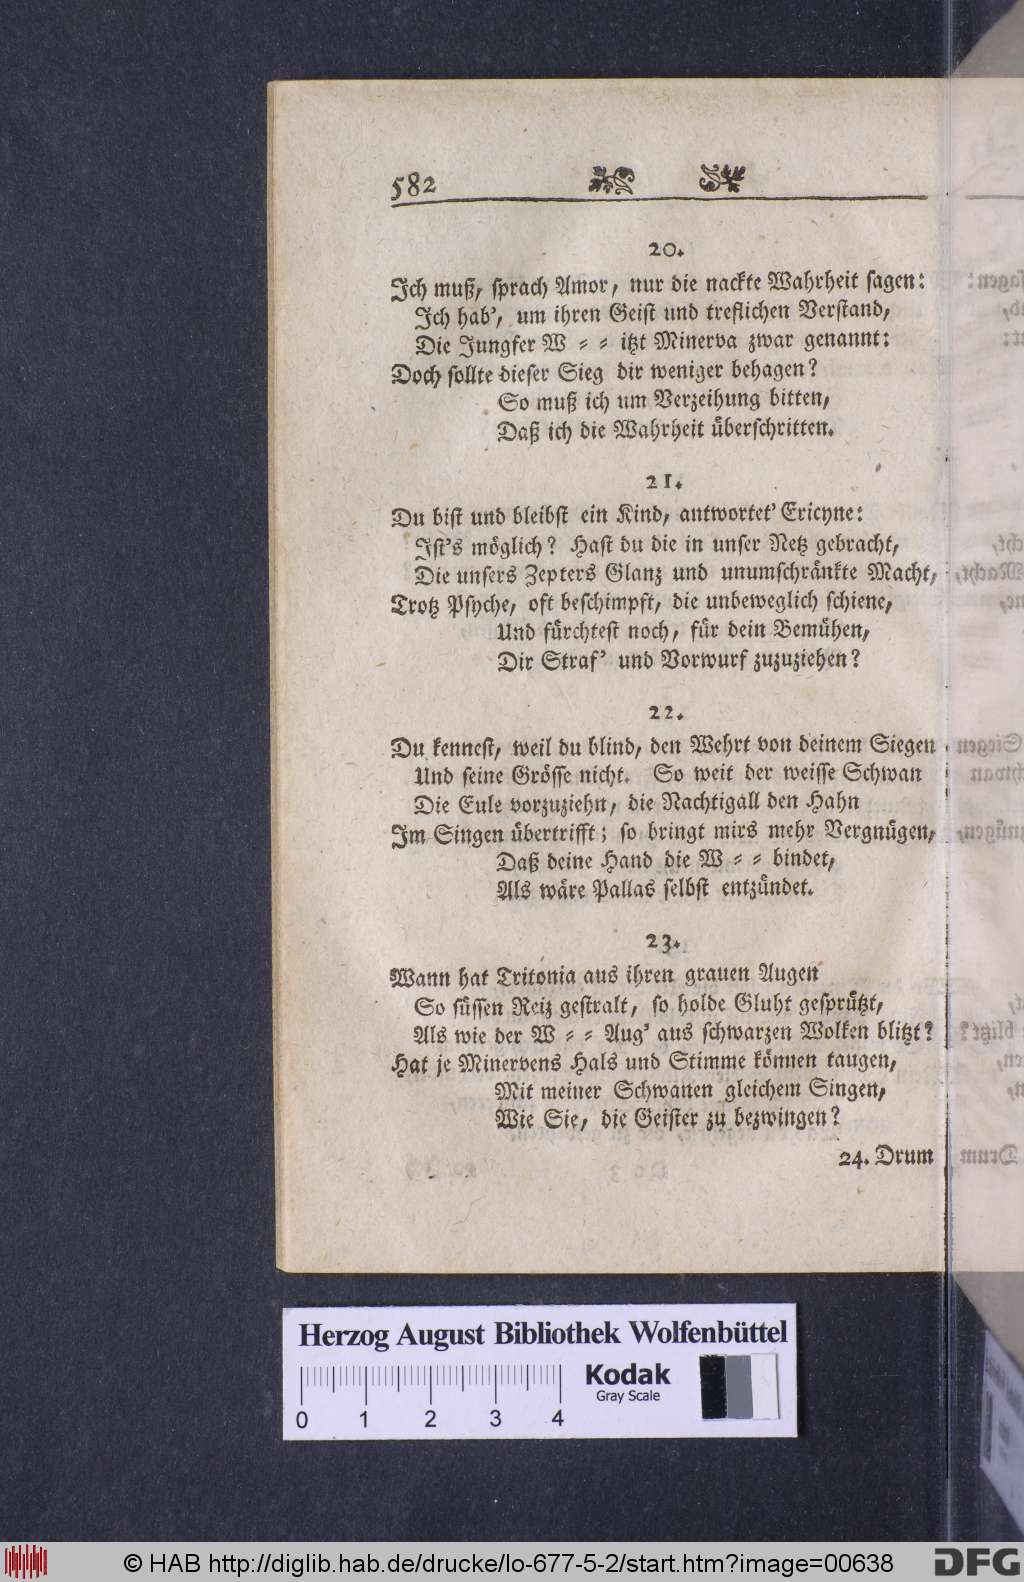 582
20.
Ich muß, sprach Amor, nur die nackte Wahrheit sagen:
Ich hab', um ihren Geist und treflichen Verstand,
Die Jungfer W = = itzt Minerva zwar genannt:
Doch sollte dieser Sieg dir weniger behagen?
So muß ich um Verzeihung bitten,
Daß ich die Wahrheit überschritten.
21.
Du bist und bleibst ein Kind, antwortet' Ericyne:
Ist's möglich? Hast du die in unser Netz gebracht,
Die unsers Zepters Glanz und unumschränkte Macht,
Trotz Psyche, oft beschimpft, die unbeweglich schiene,
Und fürchtest noch, für dein Bemühen,
Dir Straf' und Vorwurf zuzuziehen?
22.
Du kennest, weil du blind, den Wehrt von deinem Siegen
Und seine Grösse nicht. So weit der weisse Schwan
Die Eule vorzuziehn, die Nachtigall den Hahn
Im Singen übertrifft; so bringt mirs mehr Vergnügen,
Daß deine Hand die W = = bindet,
Als wäre Pallas selbst entzündet.
23.
Wann hat Tritonia aus ihren grauen Augen
So süssen Reiz gestralt, so holde Gluht gesprützt,
Als wie der W = = Aug' aus schwarzen Wolken blitzt?
Hat je Minervens Hals und Stimme können taugen,
Mit meiner Schwanen gleichem Singen,
Wie Sie, die Geister zu bezwingen?
24. Drum
Herzog August Bibliothek Wolfenbüttel
Kodak
Gray Scale
0 1 2 3 4
© HAB http://diglib.hab.de/drucke/lo-677-5-2/start.htm?image=00638
DFG